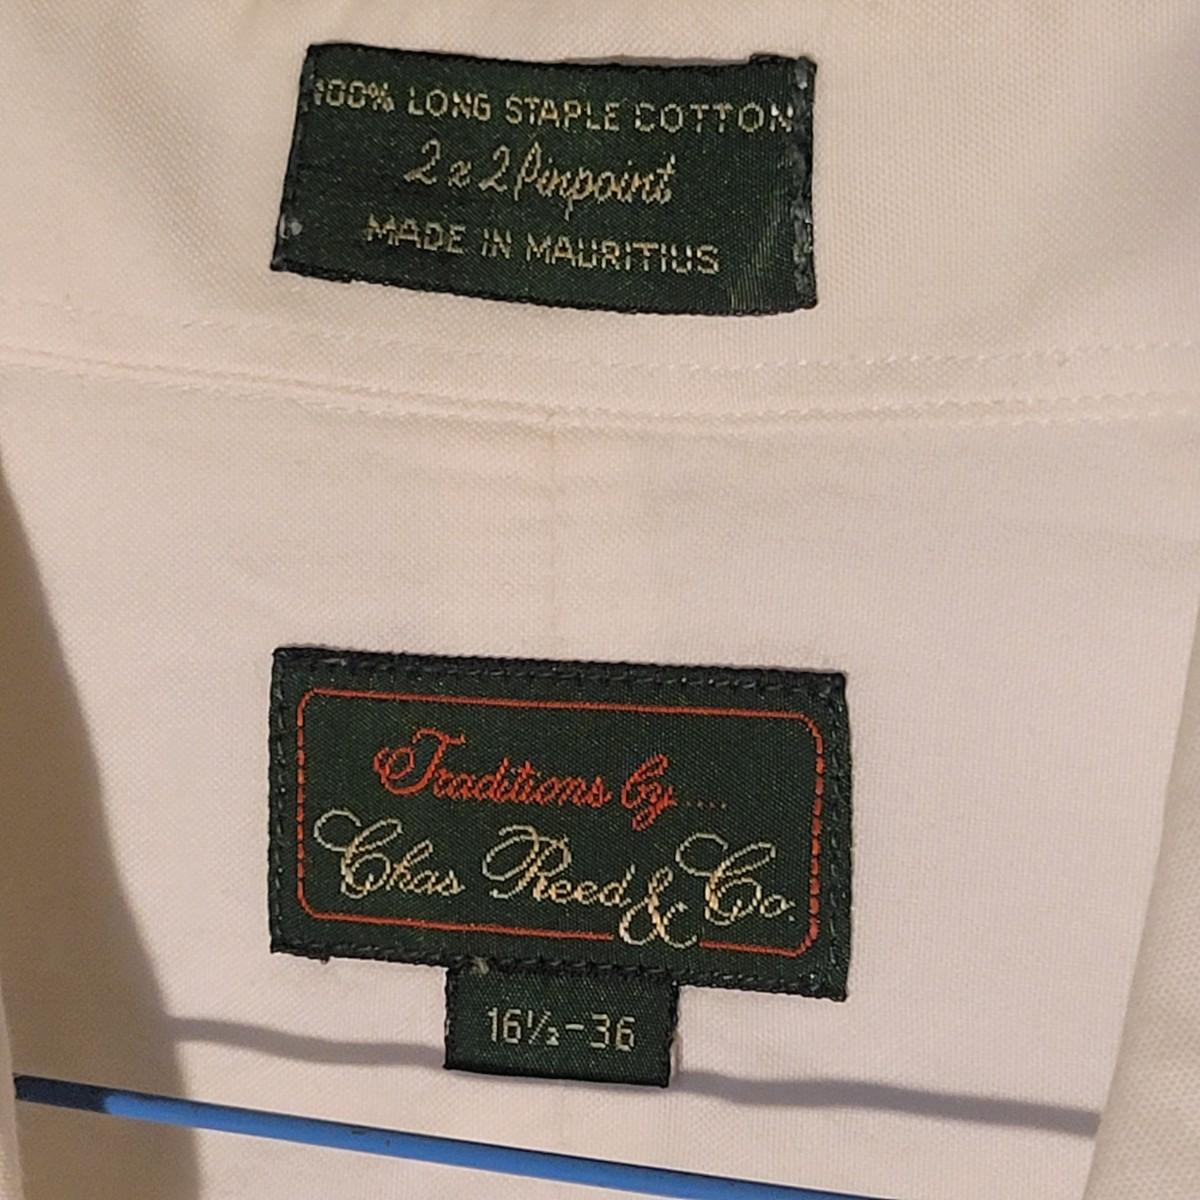 100% LONG STAPLE COTTON
2 x 2 Pinpoint
MADE IN MAURITIUS
Traditions by....
Chas Reed & Co.
16½-36